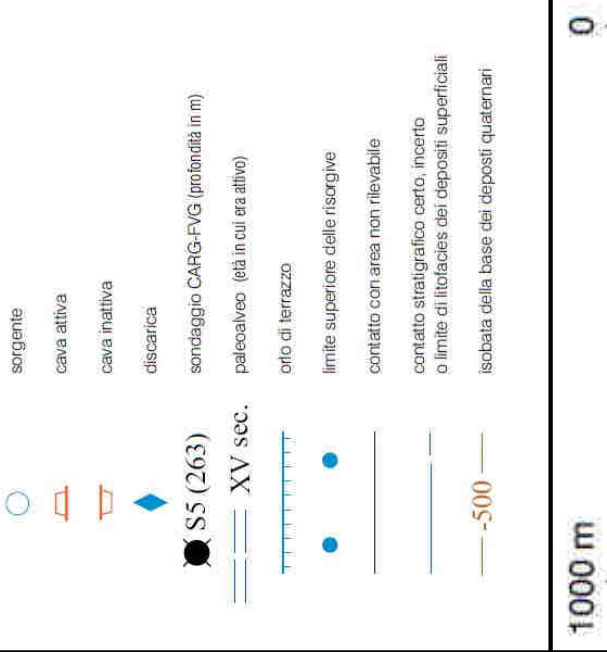 sorgente
cava attiva
cava inattiva
discarica
S5 (263) sondaggio CARG-FVG (profondità in m)
XV sec. paleoalveo (età in cui era attivo)
orlo di terrazzo
limite superiore delle risorgive
contatto con area non rilevabile
contatto stratigrafico certo, incerto
o limite di litofacies dei depositi superficiali
-500 isobata della base dei deposti quaternari
1000 m 0